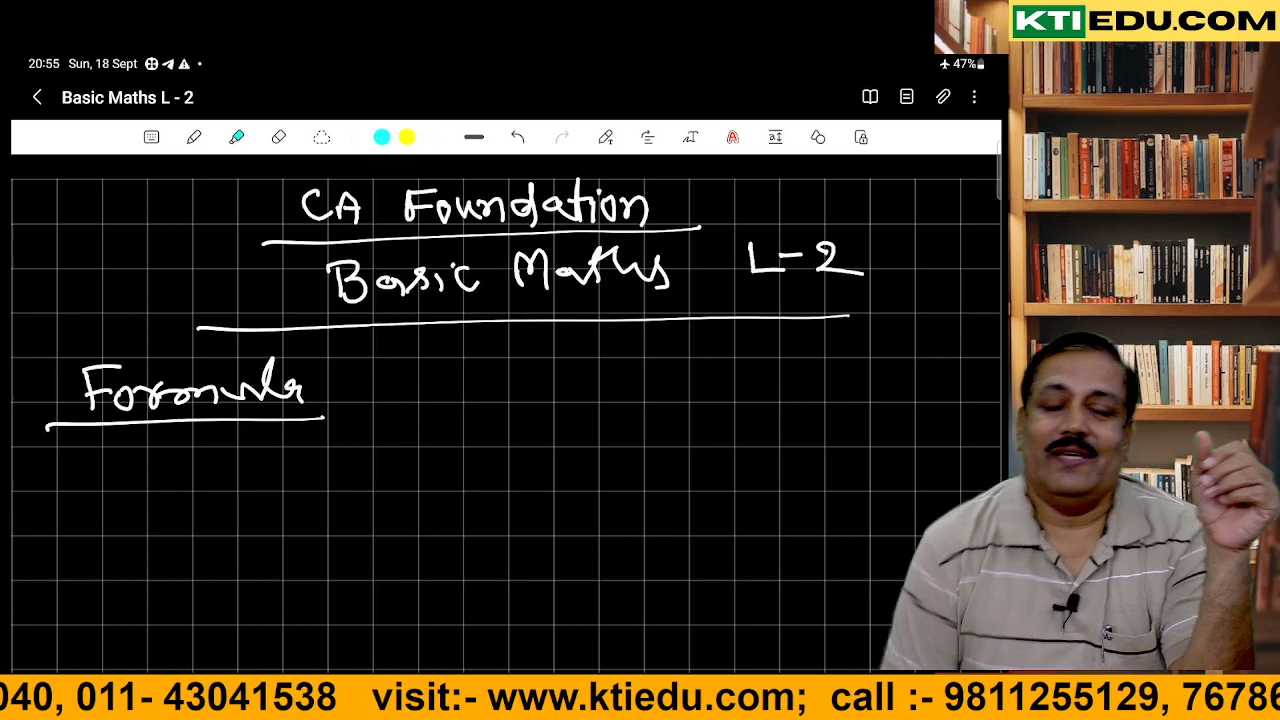 KTIEDU.COM
20:55 Sun, 18 Sept
47%
Basic Maths L - 2
CA Foundation
Basic Maths L-2
Formula
040, 011- 43041538 visit:- www.ktiedu.com; call :- 9811255129, 76786